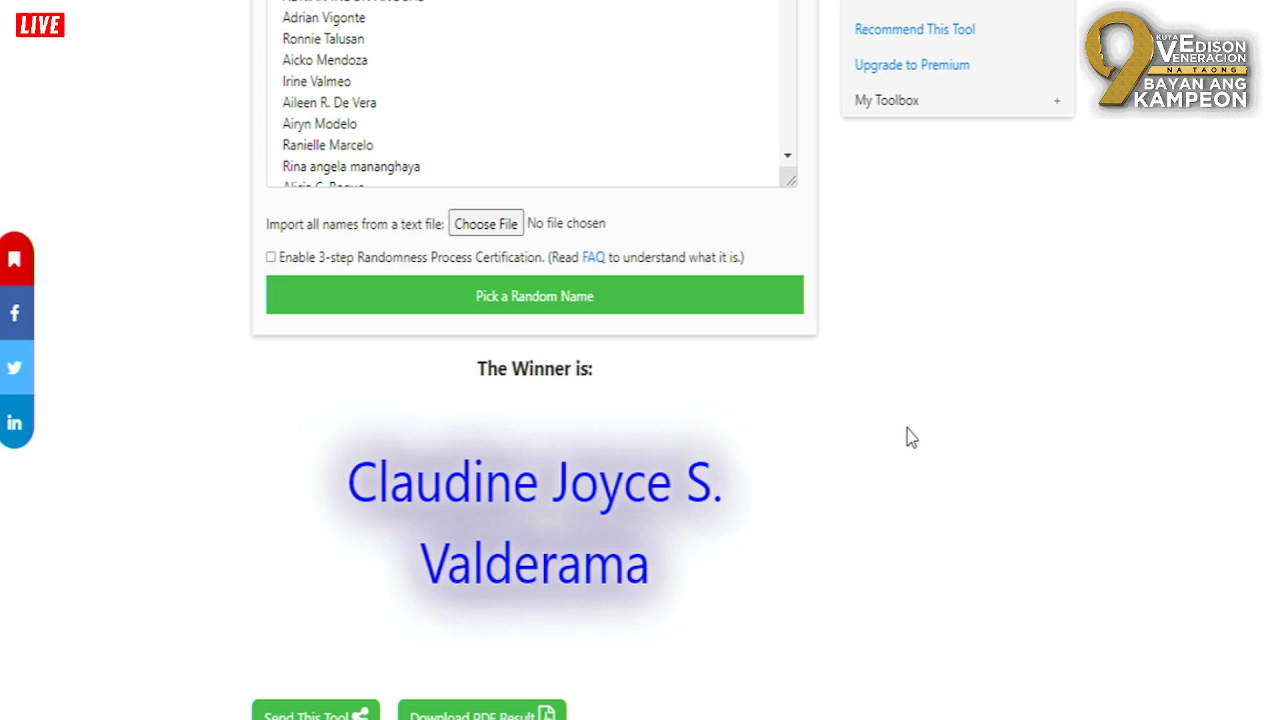 LIVE
Adrian Vigonte
Ronnie Talusan
Aicko Mendoza
Irine Valmeo
Aileen R. De Vera
Airyn Modelo
Ranielle Marcelo
Rina angela mananghaya
Import all names from a text file: Choose File No file chosen
Enable 3-step Randomness Process Certification. (Read FAQ to understand what it is.)
Pick a Random Name
The Winner is:
Claudine Joyce S.
Valderama
Send This Tool
Download PDF Result
Recommend This Tool
Upgrade to Premium
My Toolbox +
9
KUYA
EDISON
VENERACION
NA TAONG
BAYAN ANG
KAMPEON